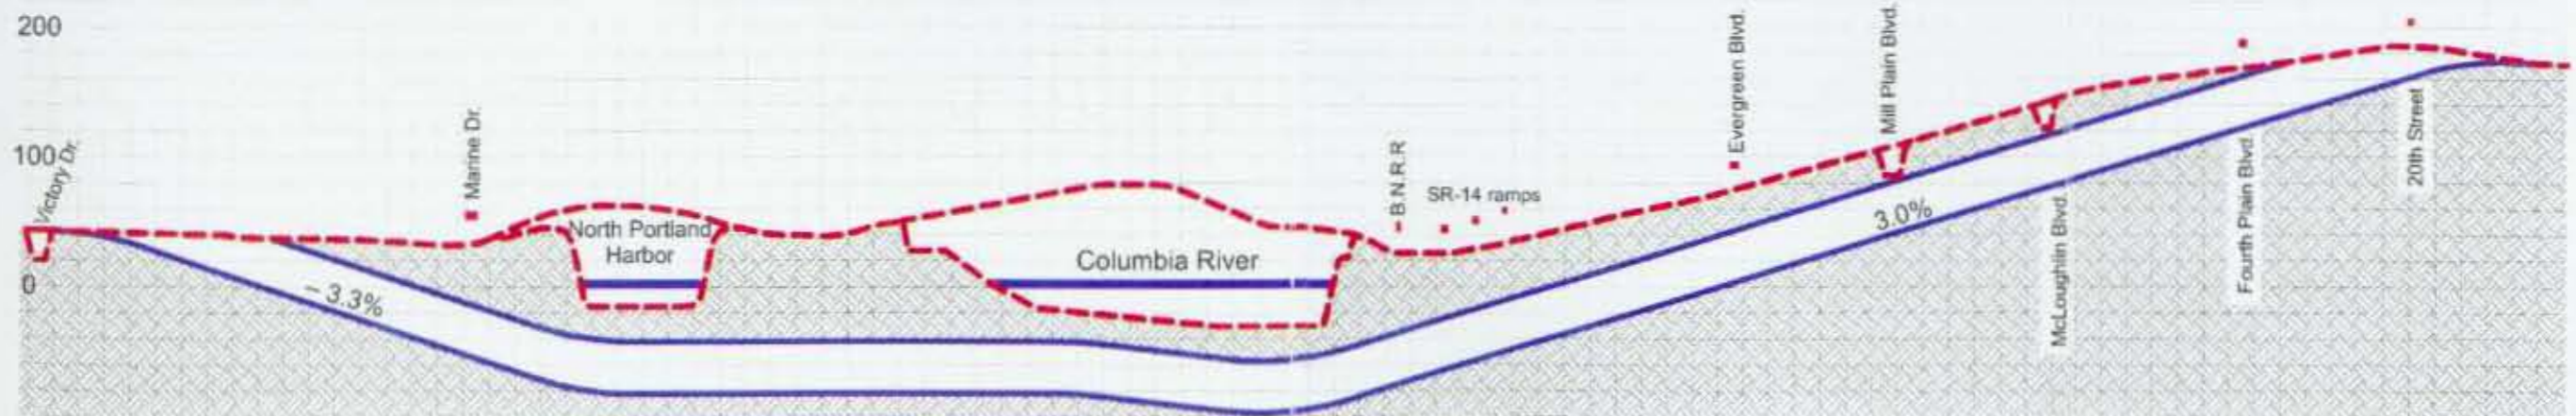 200
100
0
Victory Dr.
– 3.3%
Marine Dr.
North Portland
Harbor
Columbia River
B.N.R.R
SR-14 ramps
Evergreen Blvd.
Mill Plain Blvd.
3.0%
McLoughlin Blvd.
Fourth Plain Blvd.
20th Street